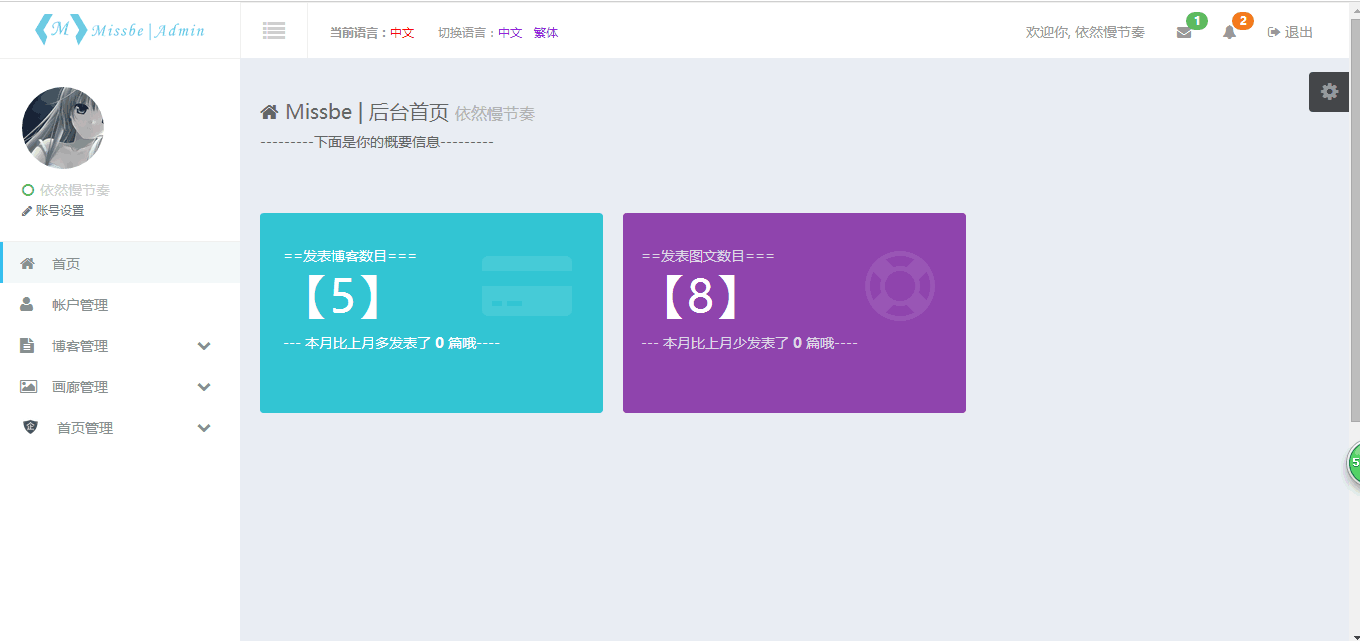 M Missbe|Admin
当前语言：中文 切换语言：中文 繁体
欢迎你, 依然慢节奏 1 2 退出
依然慢节奏
账号设置
首页
帐户管理
博客管理
画廊管理
企 首页管理
Missbe | 后台首页 依然慢节奏
---------下面是你的概要信息---------
==发表博客数目===
【5】
--- 本月比上月多发表了 0 篇哦----
==发表图文数目===
【8】
--- 本月比上月少发表了 0 篇哦----
5